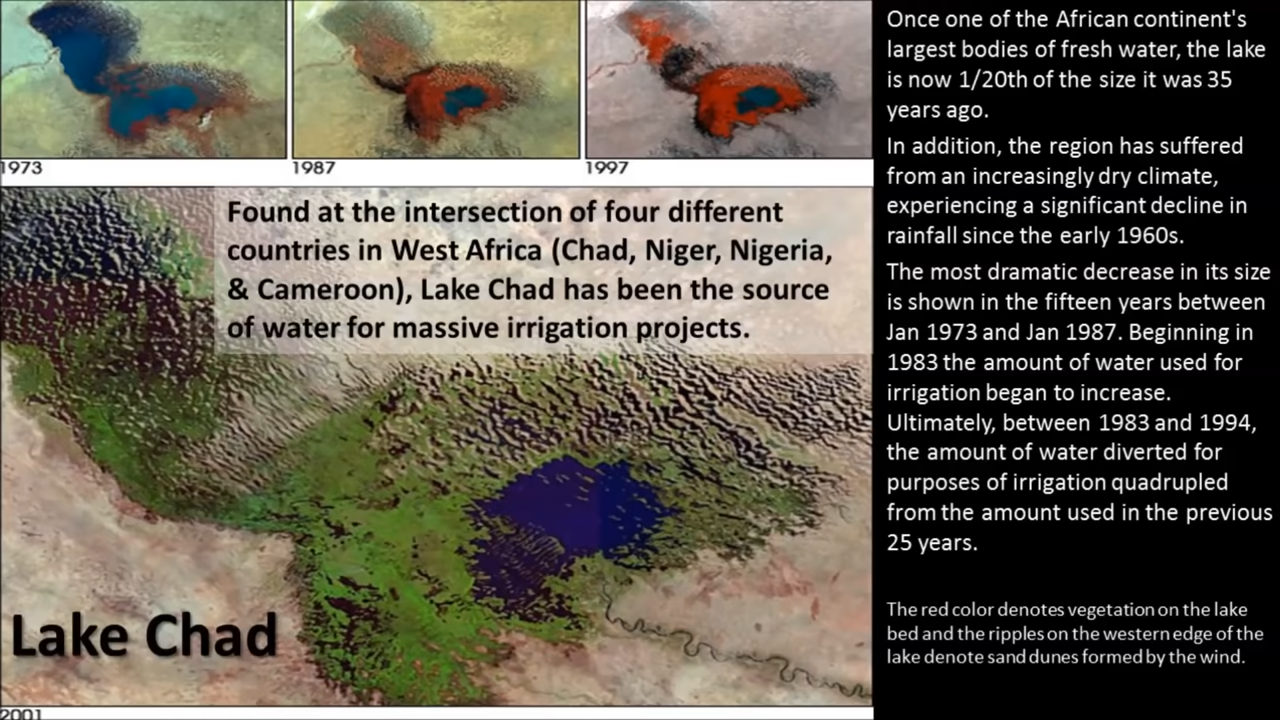 1973
1987
1997
Found at the intersection of four different
countries in West Africa (Chad, Niger, Nigeria,
& Cameroon), Lake Chad has been the source
of water for massive irrigation projects.
Lake Chad
2001
Once one of the African continent's
largest bodies of fresh water, the lake
is now 1/20th of the size it was 35
years ago.
In addition, the region has suffered
from an increasingly dry climate,
experiencing a significant decline in
rainfall since the early 1960s.
The most dramatic decrease in its size
is shown in the fifteen years between
Jan 1973 and Jan 1987. Beginning in
1983 the amount of water used for
irrigation began to increase.
Ultimately, between 1983 and 1994,
the amount of water diverted for
purposes of irrigation quadrupled
from the amount used in the previous
25 years.
The red color denotes vegetation on the lake
bed and the ripples on the western edge of the
lake denote sand dunes formed by the wind.